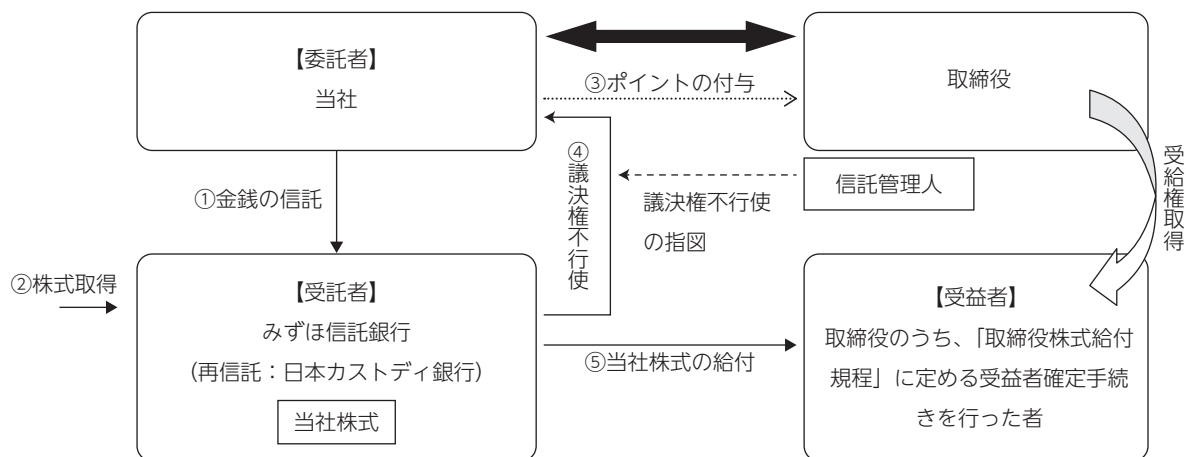 【委託者】
当社
③ポイントの付与
取締役
①金銭の信託
④議決権不行使
議決権不行使
の指図
信託管理人
受給権取得
②株式取得
【受託者】
みずほ信託銀行
(再信託：日本カストディ銀行)
当社株式
⑤当社株式の給付
【受益者】
取締役のうち、「取締役株式給付
規程」に定める受益者確定手続
きを行った者